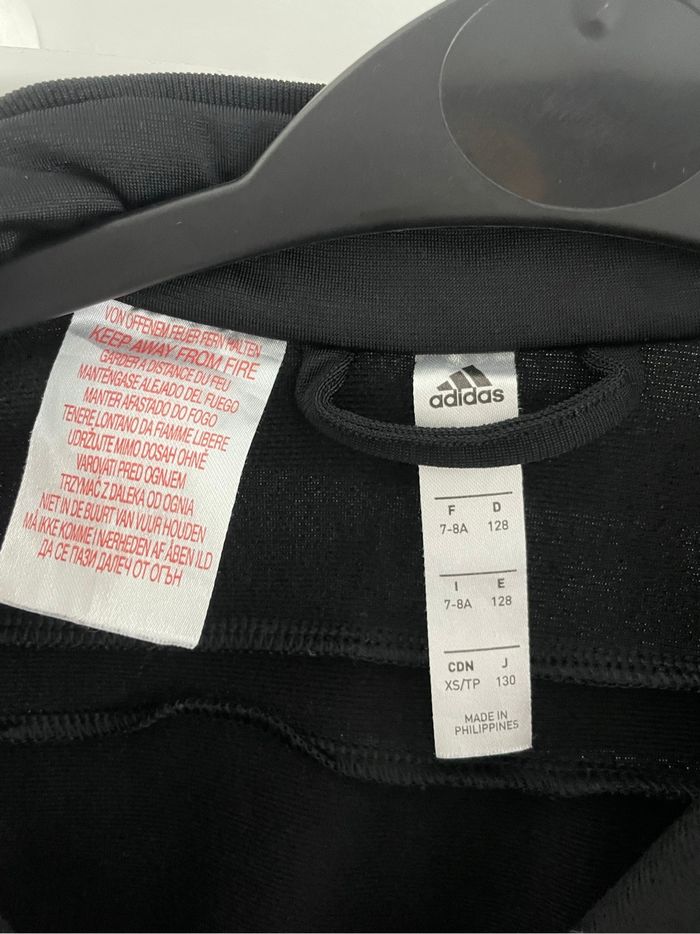 VON OFFENEM FEUER FERN HALTEN
KEEP AWAY FROM FIRE
GARDER A DISTANCE DU FEU
MANTÉNGASE ALEJADO DEL FUEGO
MANTER AFASTADO DO FOGO
TENERE LONTANO DA FIAMME LIBERE
UDRŽUJTE MIMO DOSAH OHNĚ
VAROVATI PRED OGNJEM
TRZYMAĆ Z DALEKA OD OGNIA
NIET IN DE BUURT VAN VUUR HOUDEN
MÅ IKKE KOMME I NÆRHEDEN AF ÅBEN ILD
ДА СЕ ПАЗИ ДАЛЕЧ ОТ ОГЪН
adidas
F D
7-8A 128
I E
7-8A 128
CDN J
XS/TP 130
MADE IN
PHILIPPINES